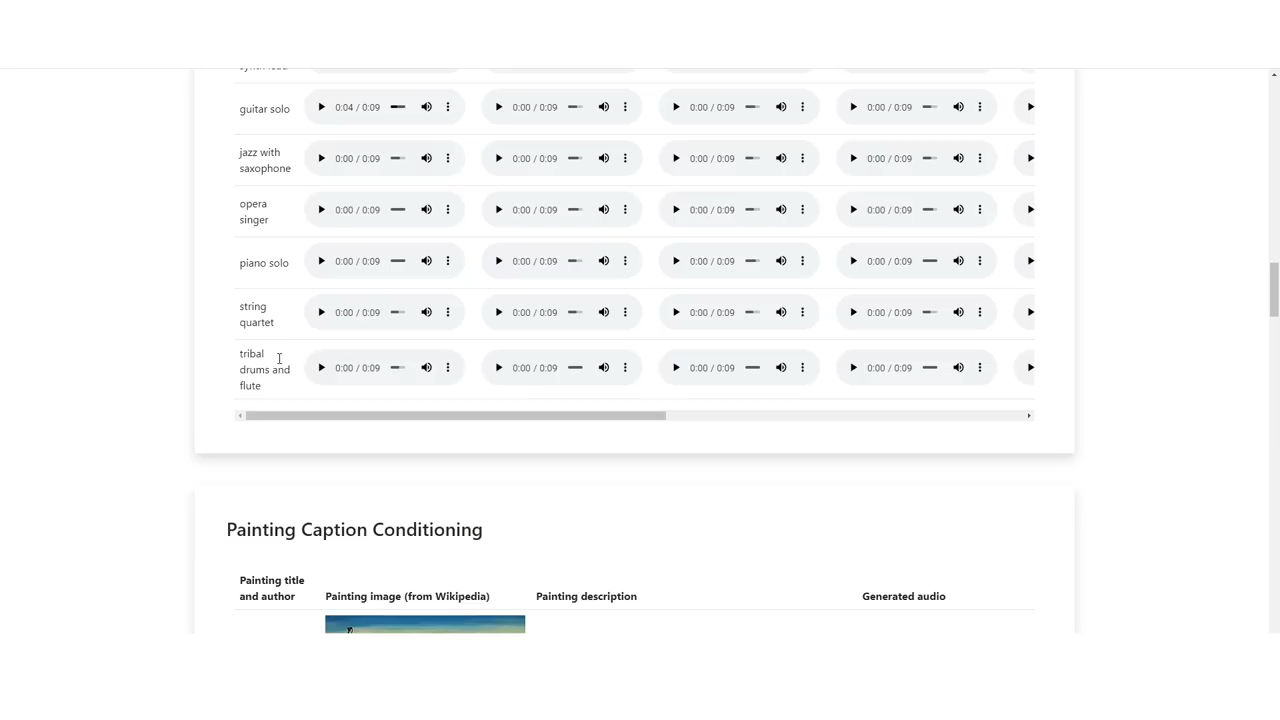 guitar solo 0:04 / 0:09 0:00 / 0:09 0:00 / 0:09 0:00 / 0:09
jazz with
saxophone 0:00 / 0:09 0:00 / 0:09 0:00 / 0:09 0:00 / 0:09
opera
singer 0:00 / 0:09 0:00 / 0:09 0:00 / 0:09 0:00 / 0:09
piano solo 0:00 / 0:09 0:00 / 0:09 0:00 / 0:09 0:00 / 0:09
string
quartet 0:00 / 0:09 0:00 / 0:09 0:00 / 0:09 0:00 / 0:09
tribal
drums and 0:00 / 0:09 0:00 / 0:09 0:00 / 0:09 0:00 / 0:09
flute
Painting Caption Conditioning
Painting title
and author Painting image (from Wikipedia) Painting description Generated audio